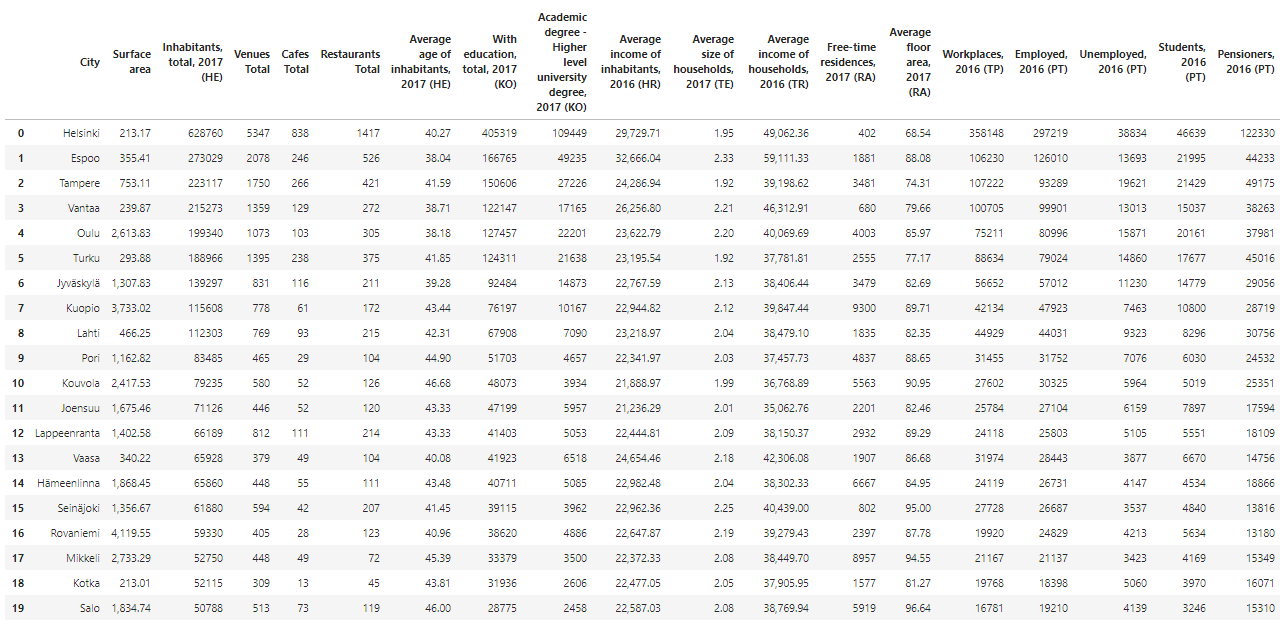 City Surface area Inhabitants, total, 2017 (HE) Venues Total Cafes Total Restaurants Total Average age of inhabitants, 2017 (HE) With education, total, 2017 (KO) Academic degree - Higher level university degree, 2017 (KO) Average income of inhabitants, 2016 (HR) Average size of households, 2017 (TE) Average income of households, 2016 (TR) Free-time residences, 2017 (RA) Average floor area, 2017 (RA) Workplaces, 2016 (TP) Employed, 2016 (PT) Unemployed, 2016 (PT) Students, 2016 (PT) Pensioners, 2016 (PT)
0 Helsinki 213.17 628760 5347 838 1417 40.27 405319 109449 29,729.71 1.95 49,062.36 402 68.54 358148 297219 38834 46639 122330
1 Espoo 355.41 273029 2078 246 526 38.04 166765 49235 32,666.04 2.33 59,111.33 1881 88.08 106230 126010 13693 21995 44233
2 Tampere 753.11 223117 1750 266 421 41.59 150606 27226 24,286.94 1.92 39,198.62 3481 74.31 107222 93289 19621 21429 49175
3 Vantaa 239.87 215273 1359 129 272 38.71 122147 17165 26,256.80 2.21 46,312.91 680 79.66 100705 99901 13013 15037 38263
4 Oulu 2,613.83 199340 1073 103 305 38.18 127457 22201 23,622.79 2.20 40,069.69 4003 85.97 75211 80996 15871 20161 37981
5 Turku 293.88 188966 1395 238 375 41.85 124311 21638 23,195.54 1.92 37,781.81 2555 77.17 88634 79024 14860 17677 45016
6 Jyväskylä 1,307.83 139297 831 116 211 39.28 92484 14873 22,767.59 2.13 38,406.44 3479 82.69 56652 57012 11230 14779 29056
7 Kuopio 3,733.02 115608 778 61 172 43.44 76197 10167 22,944.82 2.12 39,847.44 9300 89.71 42134 47923 7463 10800 28719
8 Lahti 466.25 112303 769 93 215 42.31 67908 7090 23,218.97 2.04 38,479.10 1835 82.35 44929 44031 9323 8296 30756
9 Pori 1,162.82 83485 465 29 104 44.90 51703 4657 22,341.97 2.03 37,457.73 4837 88.65 31455 31752 7076 6030 24532
10 Kouvola 2,417.53 79235 580 52 126 46.68 48073 3934 21,888.97 1.99 36,768.89 5563 90.95 27602 30325 5964 5019 25351
11 Joensuu 1,675.46 71126 446 52 120 43.33 47199 5957 21,236.29 2.01 35,062.76 2201 82.46 25784 27104 6159 7897 17594
12 Lappeenranta 1,402.58 66189 812 111 214 43.33 41403 5053 22,444.81 2.09 38,150.37 2932 89.29 24118 25803 5105 5551 18109
13 Vaasa 340.22 65928 379 49 104 40.08 41923 6518 24,654.46 2.18 42,306.08 1907 86.68 31974 28443 3877 6670 14756
14 Hämeenlinna 1,868.45 65860 448 55 111 43.48 40711 5085 22,982.48 2.04 38,302.33 6667 84.95 24119 26731 4147 4534 18866
15 Seinäjoki 1,356.67 61880 594 42 207 41.45 39115 3962 22,962.36 2.25 40,439.00 802 95.00 27728 26687 3537 4840 13816
16 Rovaniemi 4,119.55 59330 405 28 123 40.96 38620 4886 22,647.87 2.19 39,279.43 2397 87.78 19920 24829 4213 5634 13180
17 Mikkeli 2,733.29 52750 448 49 72 45.39 33379 3500 22,372.33 2.08 38,449.70 8957 94.55 21167 21137 3423 4169 15349
18 Kotka 213.01 52115 309 13 45 43.81 31936 2606 22,477.05 2.05 37,905.95 1577 81.27 19768 18398 5060 3970 16071
19 Salo 1,834.74 50788 513 73 119 46.00 28775 2458 22,587.03 2.08 38,769.94 5919 96.64 16781 19210 4139 3246 15310